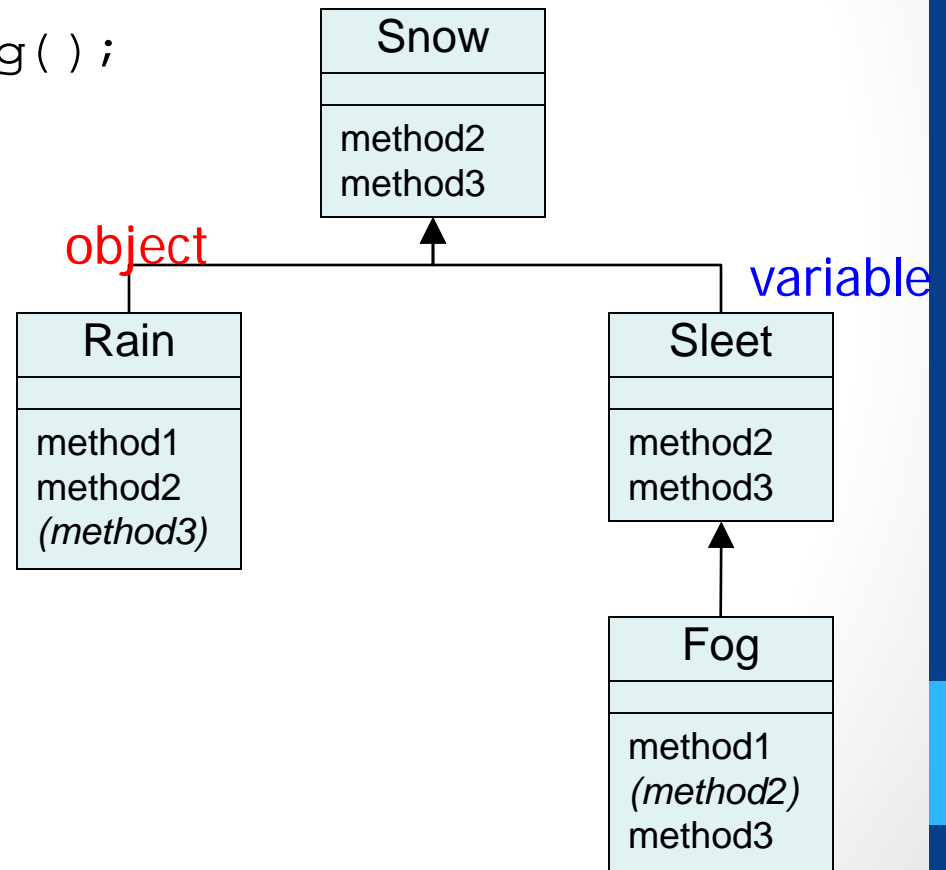 g();
Snow
method2
method3
object
variable
Rain
method1
method2
(method3)
Sleet
method2
method3
Fog
method1
(method2)
method3